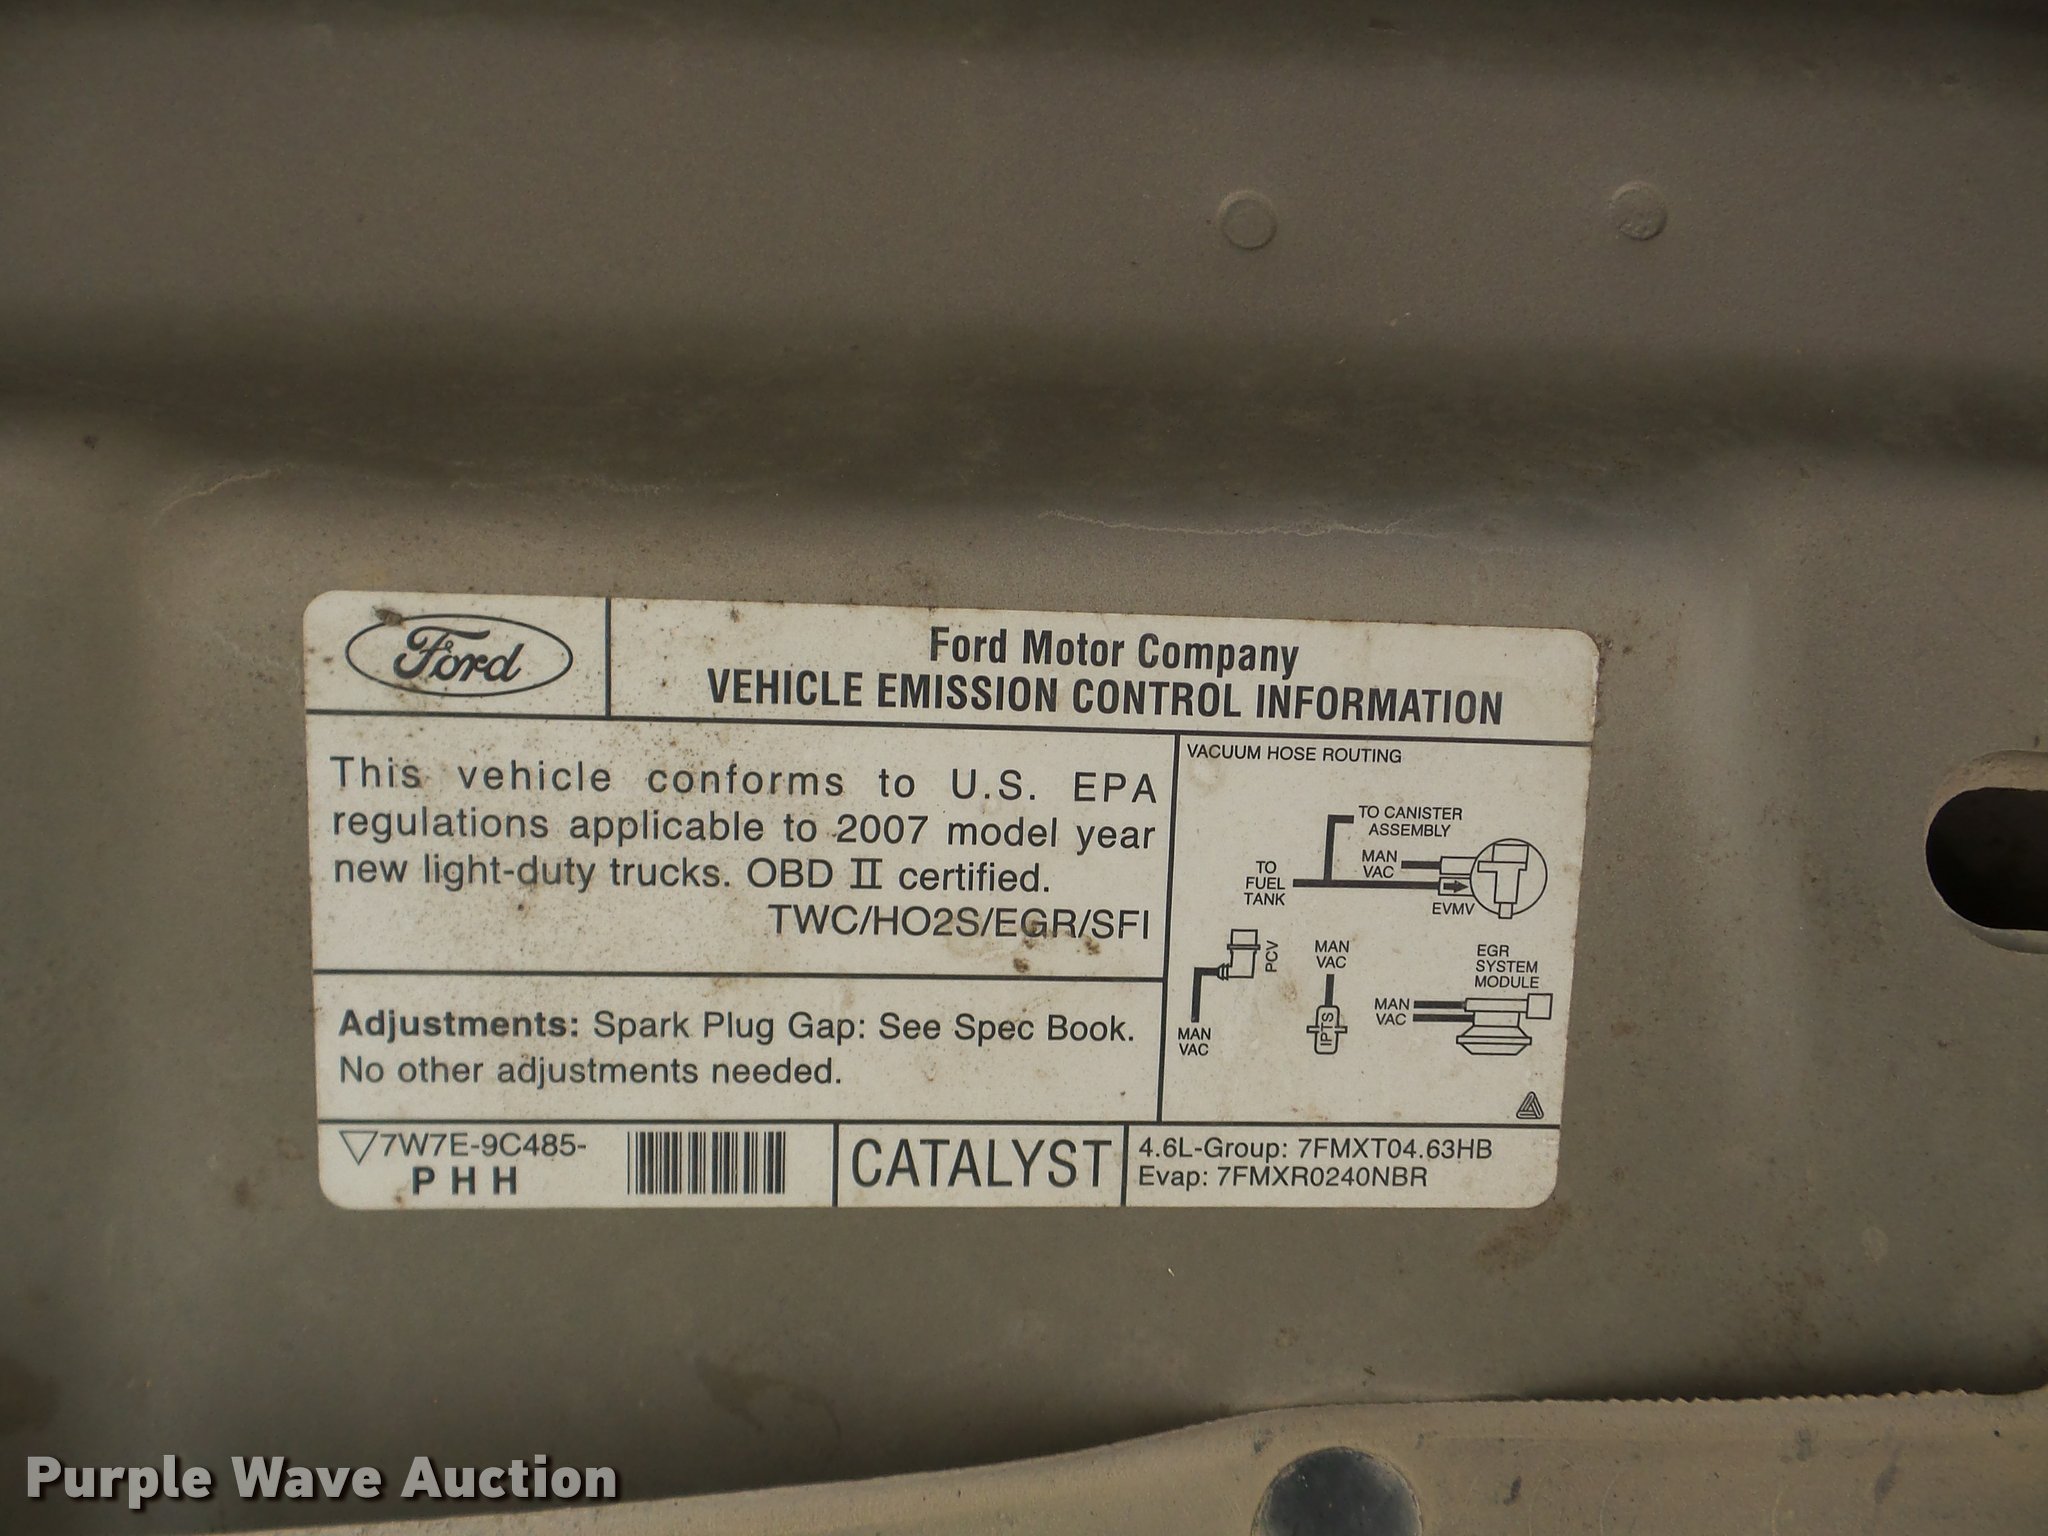 Ford
Ford Motor Company
VEHICLE EMISSION CONTROL INFORMATION
This vehicle conforms to U.S. EPA
regulations applicable to 2007 model year
new light-duty trucks. OBD II certified.
TWC/HO2S/EGR/SFI
Adjustments: Spark Plug Gap: See Spec Book.
No other adjustments needed.
VACUUM HOSE ROUTING
TO CANISTER
ASSEMBLY
MAN
VAC
TO
FUEL
TANK
EVMV
PCV
MAN
VAC
MAN
VAC
IPTS
EGR
SYSTEM
MODULE
MAN
VAC
7W7E-9C485-
PHH
CATALYST
4.6L-Group: 7FMXT04.63HB
Evap: 7FMXR0240NBR
Purple Wave Auction